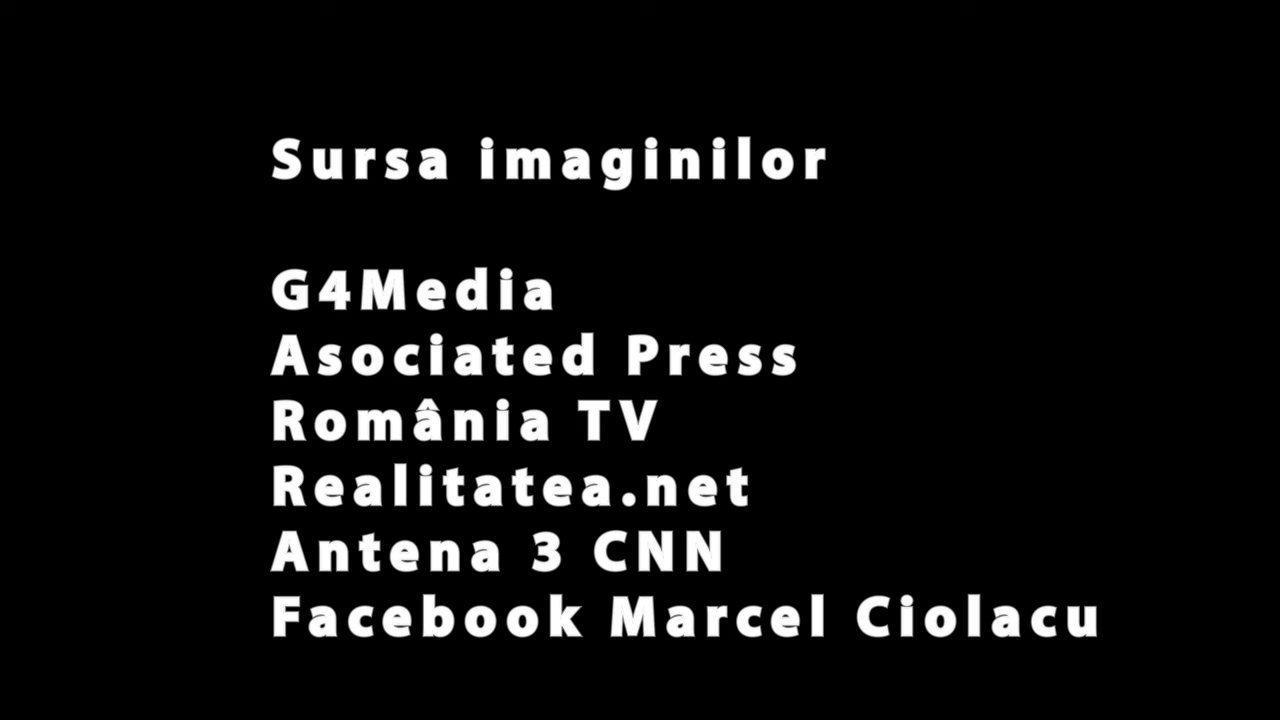 Sursa imaginilor
G4Media
Asociated Press
România TV
Realitatea.net
Antena 3 CNN
Facebook Marcel Ciolacu